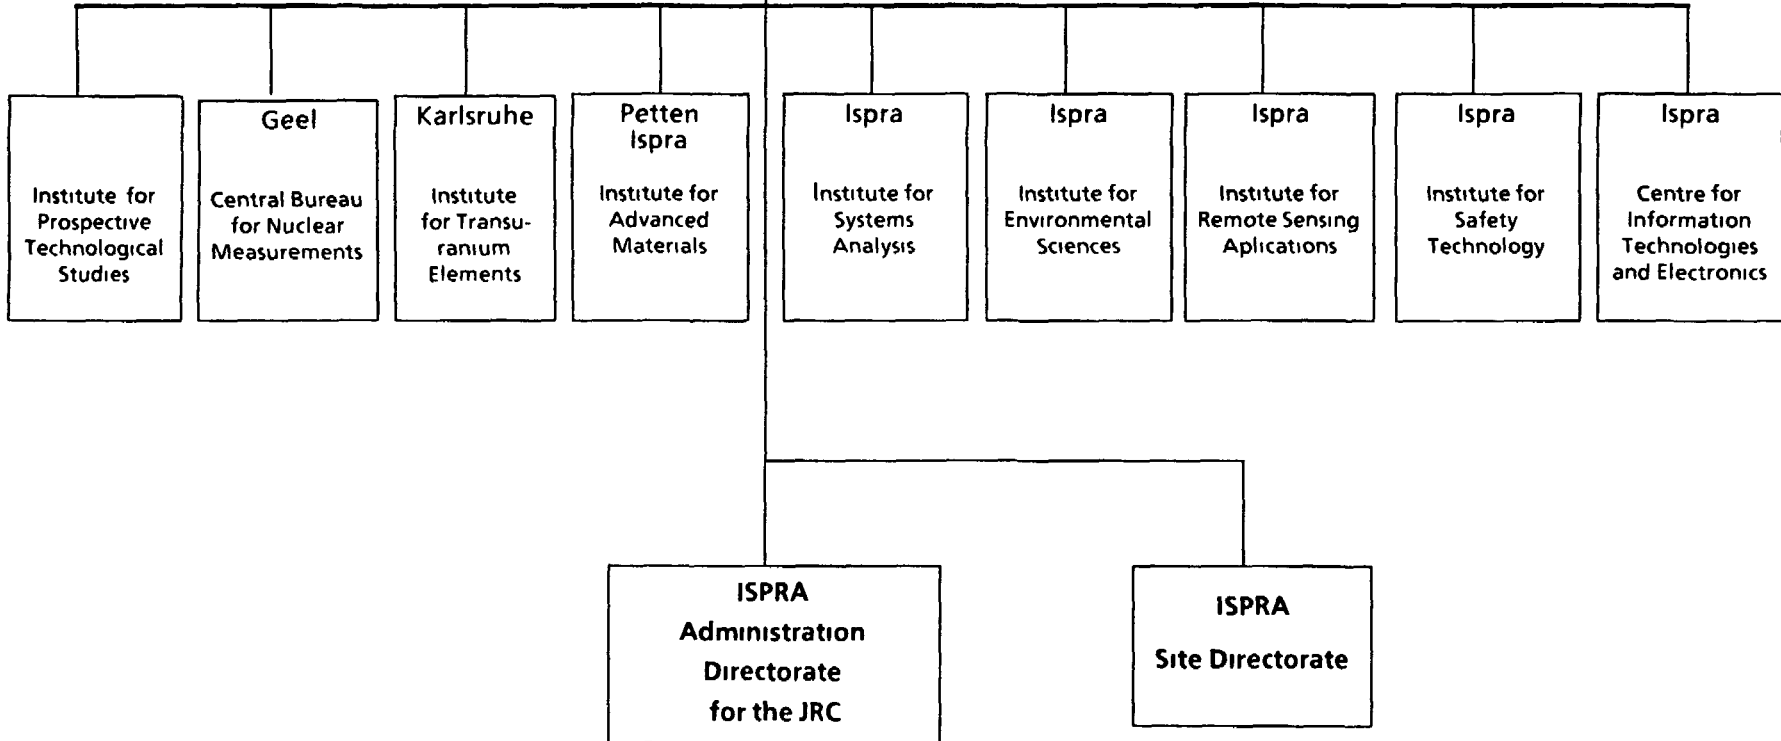 Institute for
Prospective
Technological
Studies
Geel
Central Bureau
for Nuclear
Measurements
Karlsruhe
Institute
for Transu-
ranium
Elements
Petten
Ispra
Institute for
Advanced
Materials
Ispra
Institute for
Systems
Analysis
Ispra
Institute for
Environmental
Sciences
Ispra
Institute for
Remote Sensing
Aplications
Ispra
Institute for
Safety
Technology
Ispra
Centre for
Information
Technologies
and Electronics
ISPRA
Administration
Directorate
for the JRC
ISPRA
Site Directorate